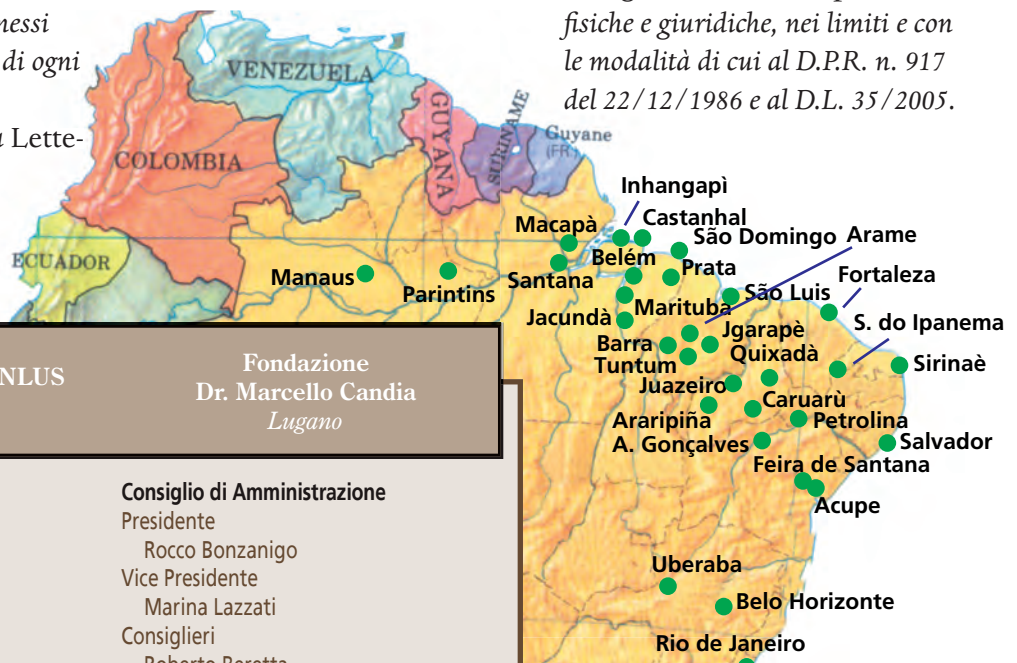 nessi
di ogni
Lette-
fisiche e giuridiche, nei limiti e con
le modalità di cui al D.P.R. n. 917
del 22/12/1986 e al D.L. 35/2005.
VENEZUELA
GUYANA
SURINAME
Guyane
(FR.)
COLOMBIA
ECUADOR
Inhangapì
Castanhal
Macapà
São Domingo
Arame
Belém
Prata
Fortaleza
Manaus
Parintins
Santana
São Luis
Marituba
Jacundà
Jgarapè
S. do Ipanema
Barra
Quixadà
Tuntum
Sirinaè
Juazeiro
Caruarù
Araripiña
Petrolina
A. Gonçalves
Salvador
Feira de Santana
Acupe
Uberaba
Belo Horizonte
Rio de Janeiro
NLUS
Fondazione
Dr. Marcello Candia
Lugano
Consiglio di Amministrazione
Presidente
Rocco Bonzanigo
Vice Presidente
Marina Lazzati
Consiglieri
Roberto Beretta